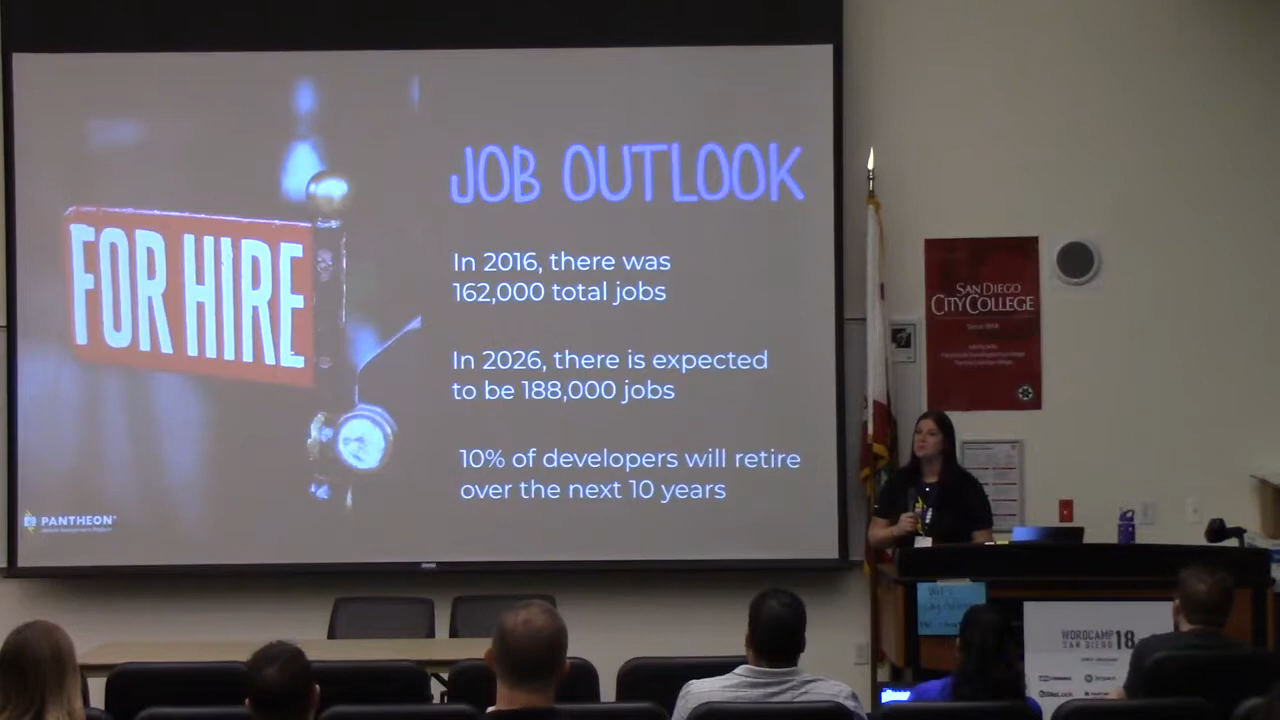 JOB OUTLOOK
FOR HIRE
In 2016, there was
162,000 total jobs
In 2026, there is expected
to be 188,000 jobs
10% of developers will retire
over the next 10 years
PANTHEON
SAN DIEGO
CITY COLLEGE
WORDCAMP
SAN DIEGO
18